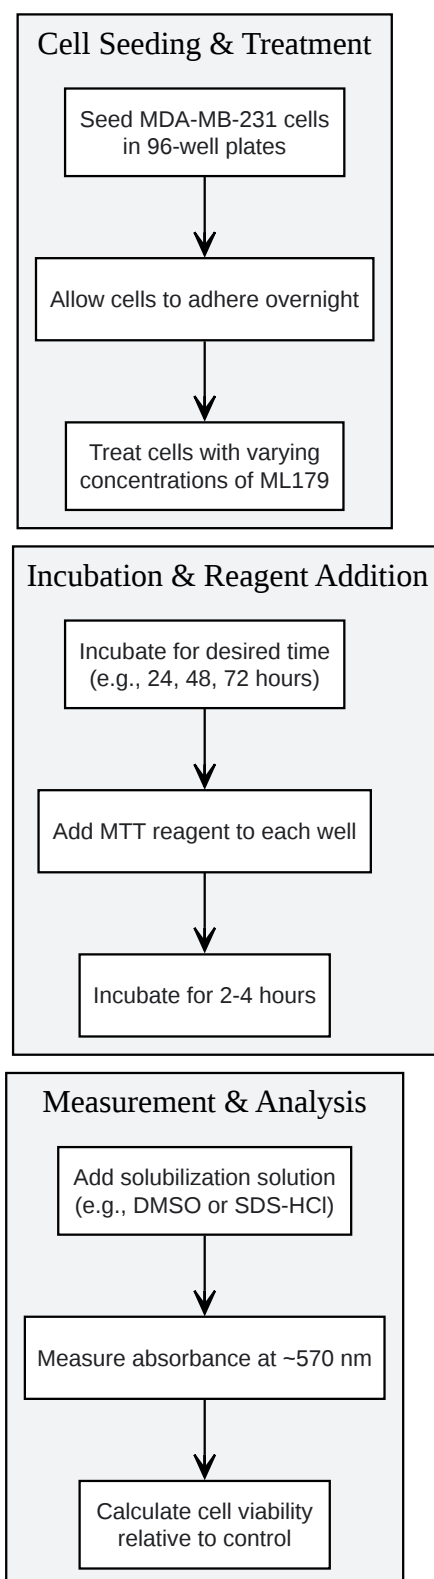 Cell Seeding & Treatment
Seed MDA-MB-231 cells
in 96-well plates
Allow cells to adhere overnight
Treat cells with varying
concentrations of ML179
Incubation & Reagent Addition
Incubate for desired time
(e.g., 24, 48, 72 hours)
Add MTT reagent to each well
Incubate for 2-4 hours
Measurement & Analysis
Add solubilization solution
(e.g., DMSO or SDS-HCl)
Measure absorbance at ~570 nm
Calculate cell viability
relative to control